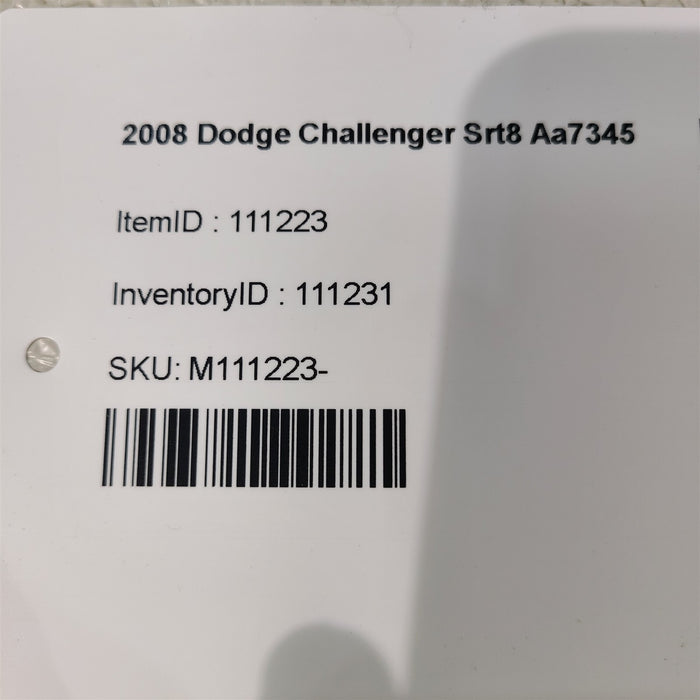 2008 Dodge Challenger Srt8 Aa7345
ItemID : 111223
InventoryID : 111231
SKU: M111223-